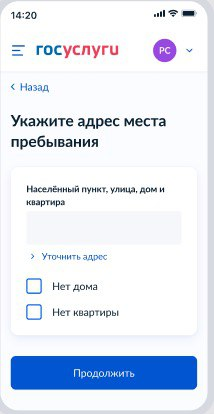 14:20
госуслуги
РС
Назад
Укажите адрес места
пребывания
Населённый пункт, улица, дом и
квартира
Уточнить адрес
Нет дома
Нет квартиры
Продолжить